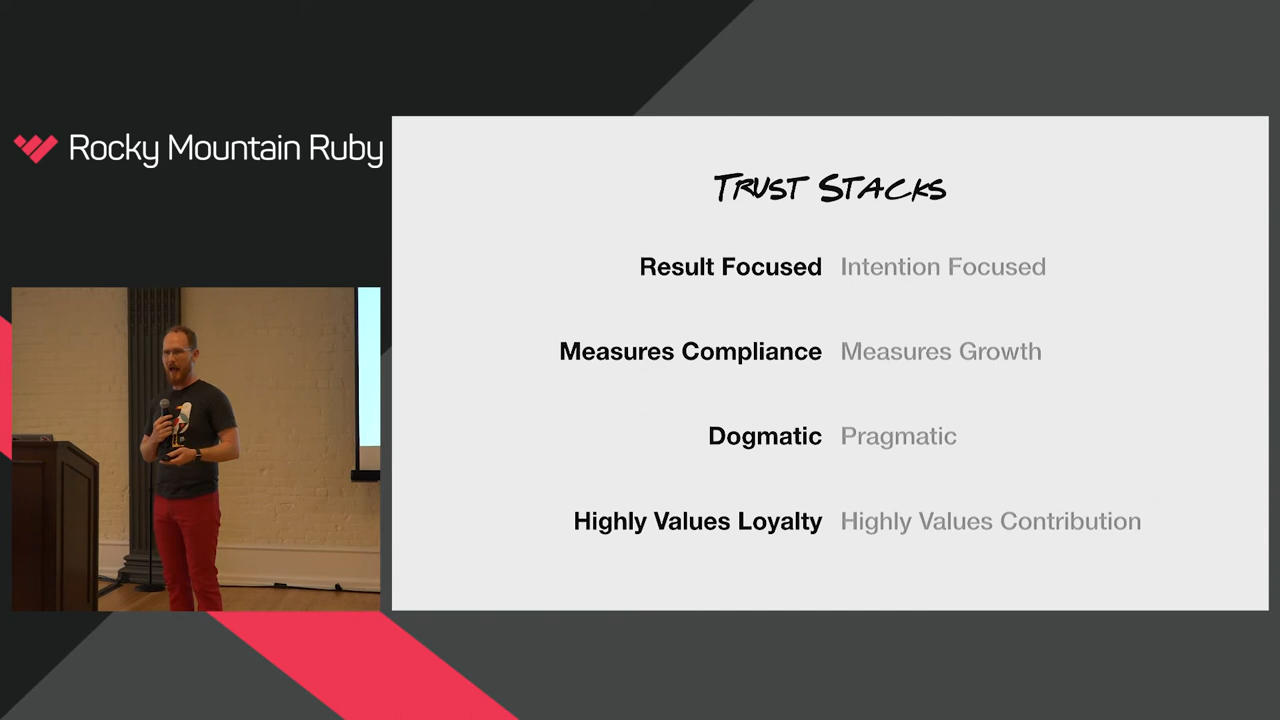 Rocky Mountain Ruby
Trust Stacks
Result Focused Intention Focused
Measures Compliance Measures Growth
Dogmatic Pragmatic
Highly Values Loyalty Highly Values Contribution